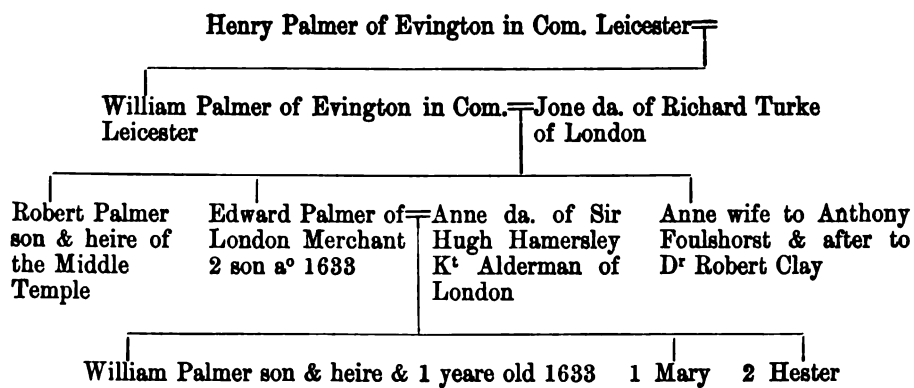 Henry Palmer of Evington in Com. Leicester
William Palmer of Evington in Com.
Leicester
Jone da. of Richard Turke
of London
Robert Palmer
son & heire of
the Middle
Temple
Edward Palmer of
London Merchant
2 son aº 1633
Anne da. of Sir
Hugh Hamersley
Kᵗ Alderman of
London
Anne wife to Anthony
Foulshorst & after to
Dʳ Robert Clay
William Palmer son & heire & 1 yeare old 1633
1 Mary
2 Hester